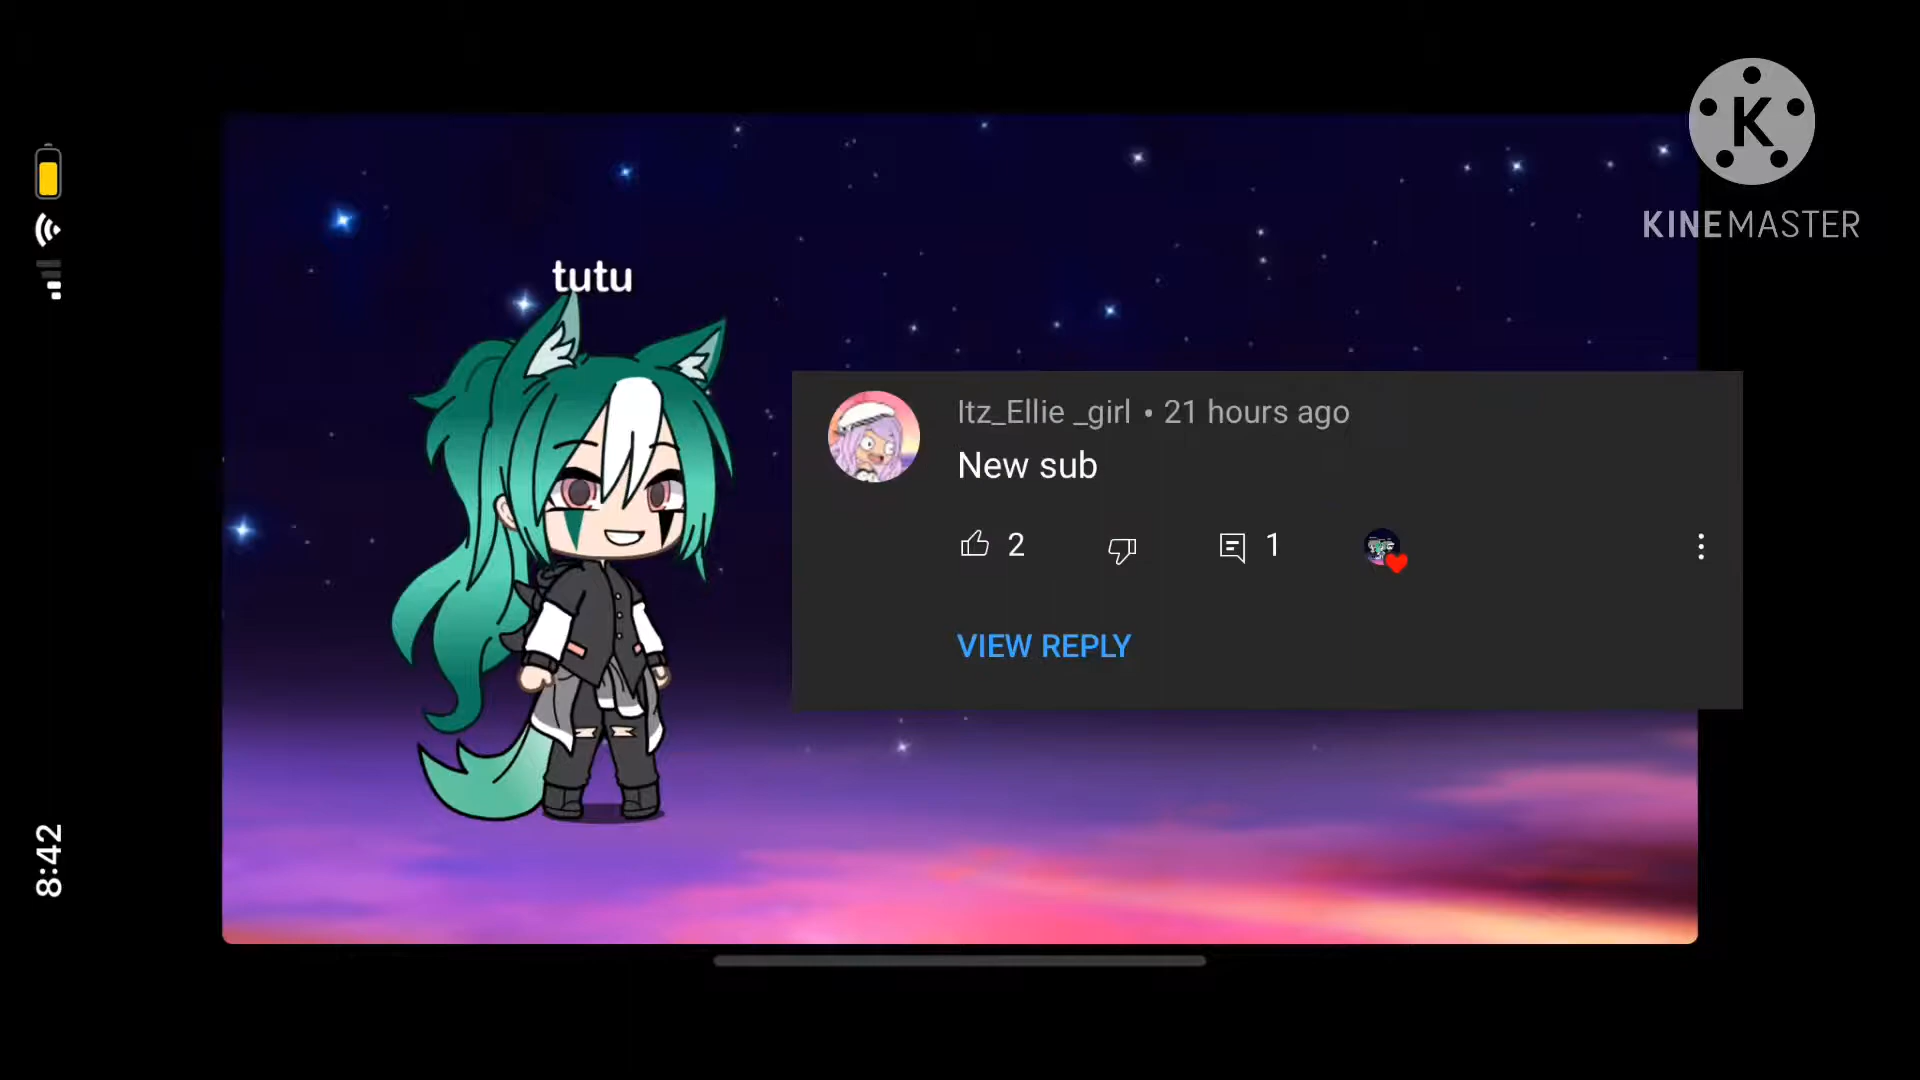 K
KINEMASTER
tutu
Itz_Ellie _girl • 21 hours ago
New sub
2
1
VIEW REPLY
8:42